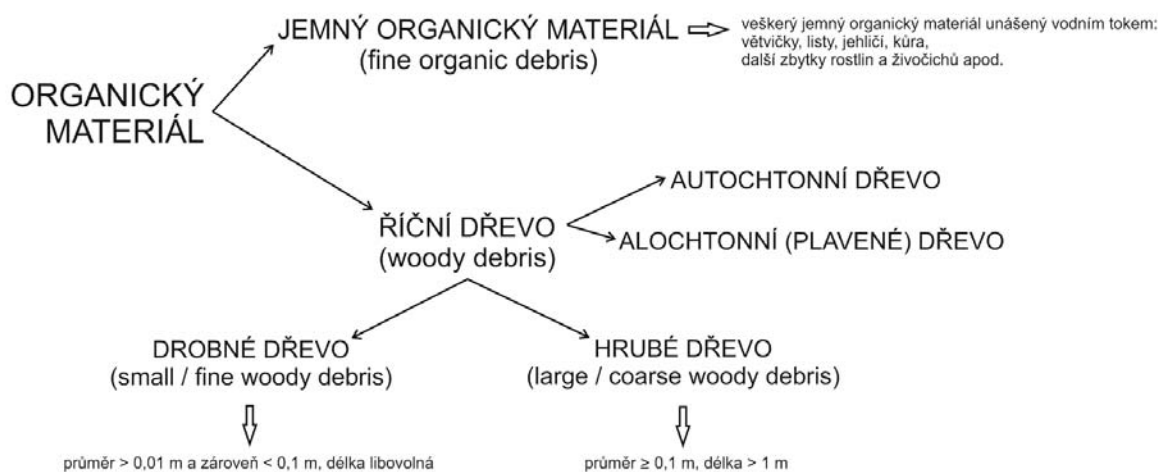 JEMNÝ ORGANICKÝ MATERIÁL
(fine organic debris)
veškerý jemný organický materiál unášený vodním tokem:
větvičky, listy, jehličí, kůra,
další zbytky rostlin a živočichů apod.
ORGANICKÝ
MATERIÁL
AUTOCHTONNÍ DŘEVO
ŘÍČNÍ DŘEVO
(woody debris)
ALOCHTONNÍ (PLAVENÉ) DŘEVO
DROBNÉ DŘEVO
(small / fine woody debris)
HRUBÉ DŘEVO
(large / coarse woody debris)
průměr > 0,01 m a zároveň < 0,1 m, délka libovolná
průměr ≥ 0,1 m, délka > 1 m